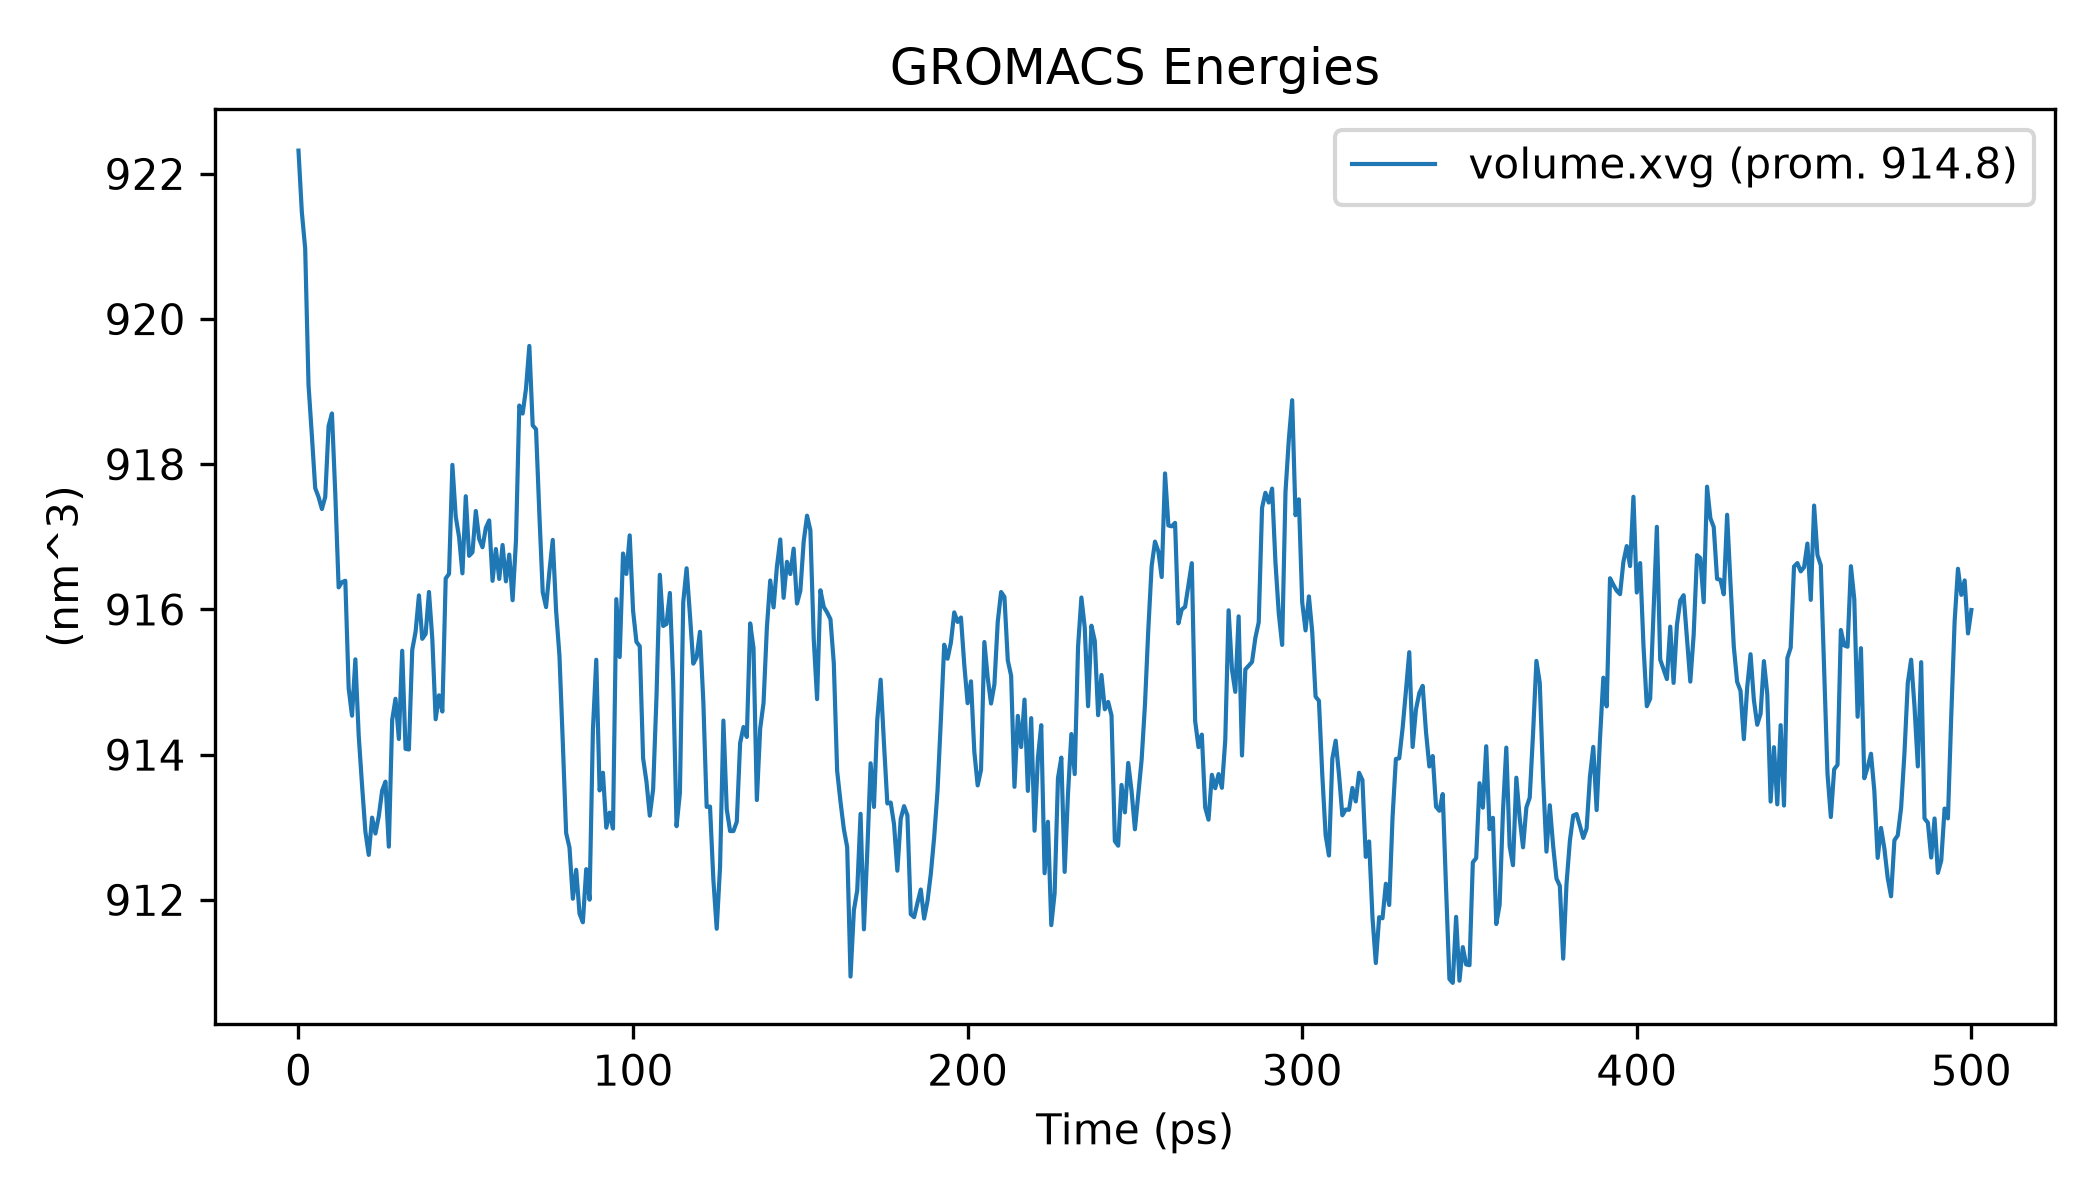 GROMACS Energies
volume.xvg (prom. 914.8)
922
920
918
916
914
912
(nm^3)
0 100 200 300 400 500
Time (ps)